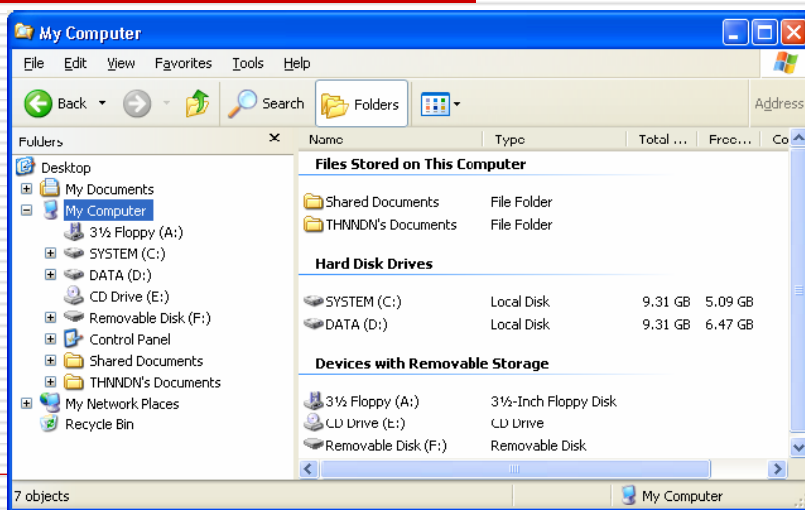 My Computer
File Edit View Favorites Tools Help
Back Search Folders Address
Folders
Desktop
My Documents
My Computer
3½ Floppy (A:)
SYSTEM (C:)
DATA (D:)
CD Drive (E:)
Removable Disk (F:)
Control Panel
Shared Documents
THNNDN's Documents
My Network Places
Recycle Bin
Name Type Total ... Free... Co
Files Stored on This Computer
Shared Documents File Folder
THNNDN's Documents File Folder
Hard Disk Drives
SYSTEM (C:) Local Disk 9.31 GB 5.09 GB
DATA (D:) Local Disk 9.31 GB 6.47 GB
Devices with Removable Storage
3½ Floppy (A:) 3½-Inch Floppy Disk
CD Drive (E:) CD Drive
Removable Disk (F:) Removable Disk
7 objects My Computer